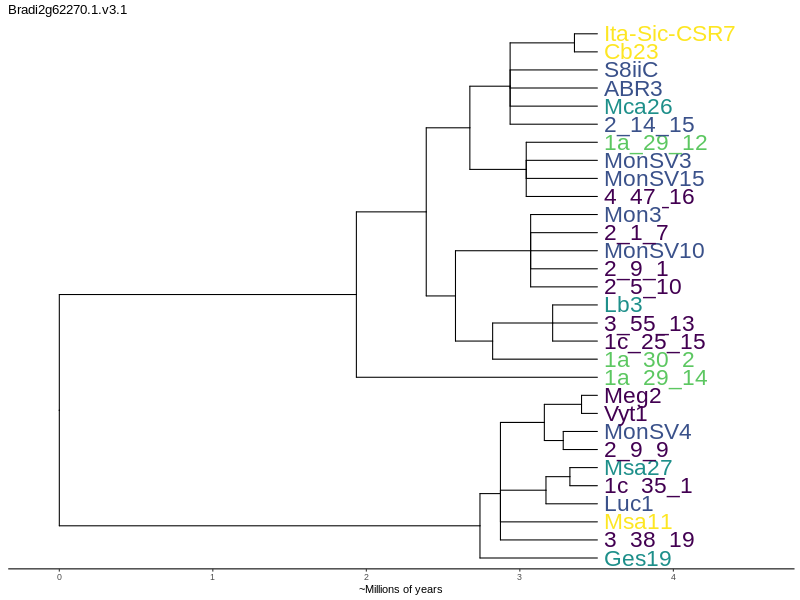 Bradi2g62270.1.v3.1
Ita-Sic-CSR7
Cb23
S8iiC
ABR3
Mca26
2_14_15
1a_29_12
MonSV3
MonSV15
4_47_16
Mon3
2_1_7
MonSV10
2_9_1
2_5_10
Lb3
3_55_13
1c_25_15
1a_30_2
1a_29_14
Meg2
Vyt1
MonSV4
2_9_9
Msa27
1c_35_1
Luc1
Msa11
3_38_19
Ges19
0 1 2 3 4
~Millions of years